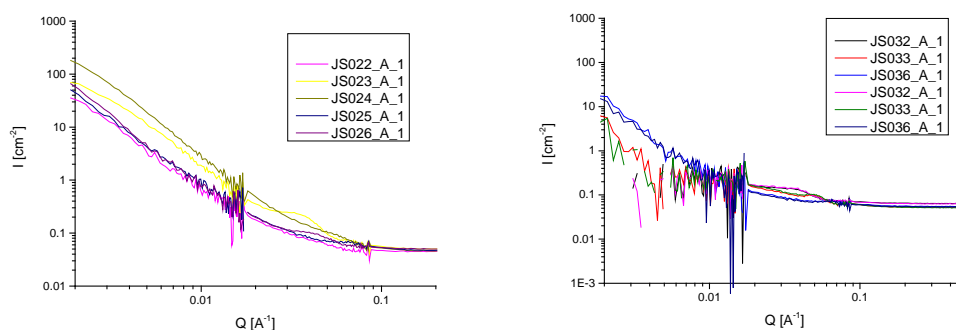 1000
100
10
1
0.1
0.01
I [cm⁻²]
0.01
0.1
Q [A⁻¹]
JS022_A_1
JS023_A_1
JS024_A_1
JS025_A_1
JS026_A_1
1000
100
10
1
0.1
0.01
1E-3
I [cm⁻²]
0.01
0.1
Q [A⁻¹]
JS032_A_1
JS033_A_1
JS036_A_1
JS032_A_1
JS033_A_1
JS036_A_1